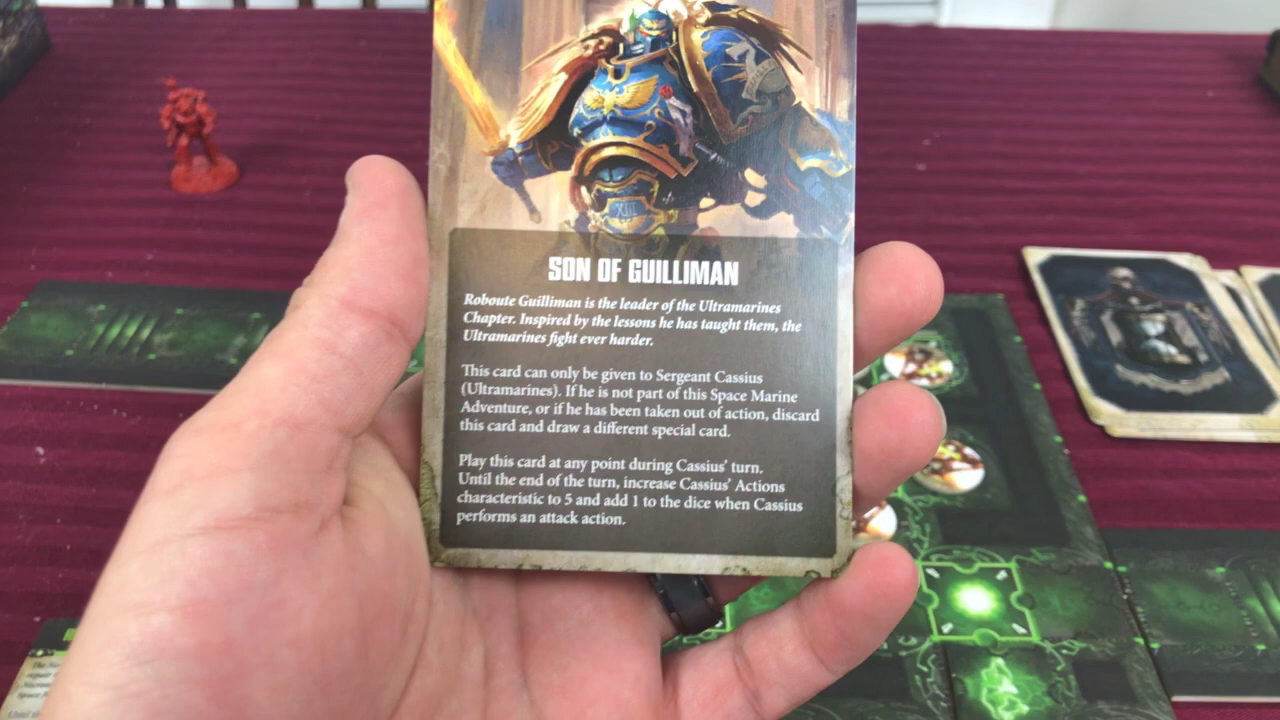 XIII
SON OF GUILLIMAN
Roboute Guilliman is the leader of the Ultramarines
Chapter. Inspired by the lessons he has taught them, the
Ultramarines fight ever harder.
This card can only be given to Sergeant Cassius
(Ultramarines). If he is not part of this Space Marine
Adventure, or if he has been taken out of action, discard
this card and draw a different special card.
Play this card at any point during Cassius' turn.
Until the end of the turn, increase Cassius' Actions
characteristic to 5 and add 1 to the dice when Cassius
performs an attack action.